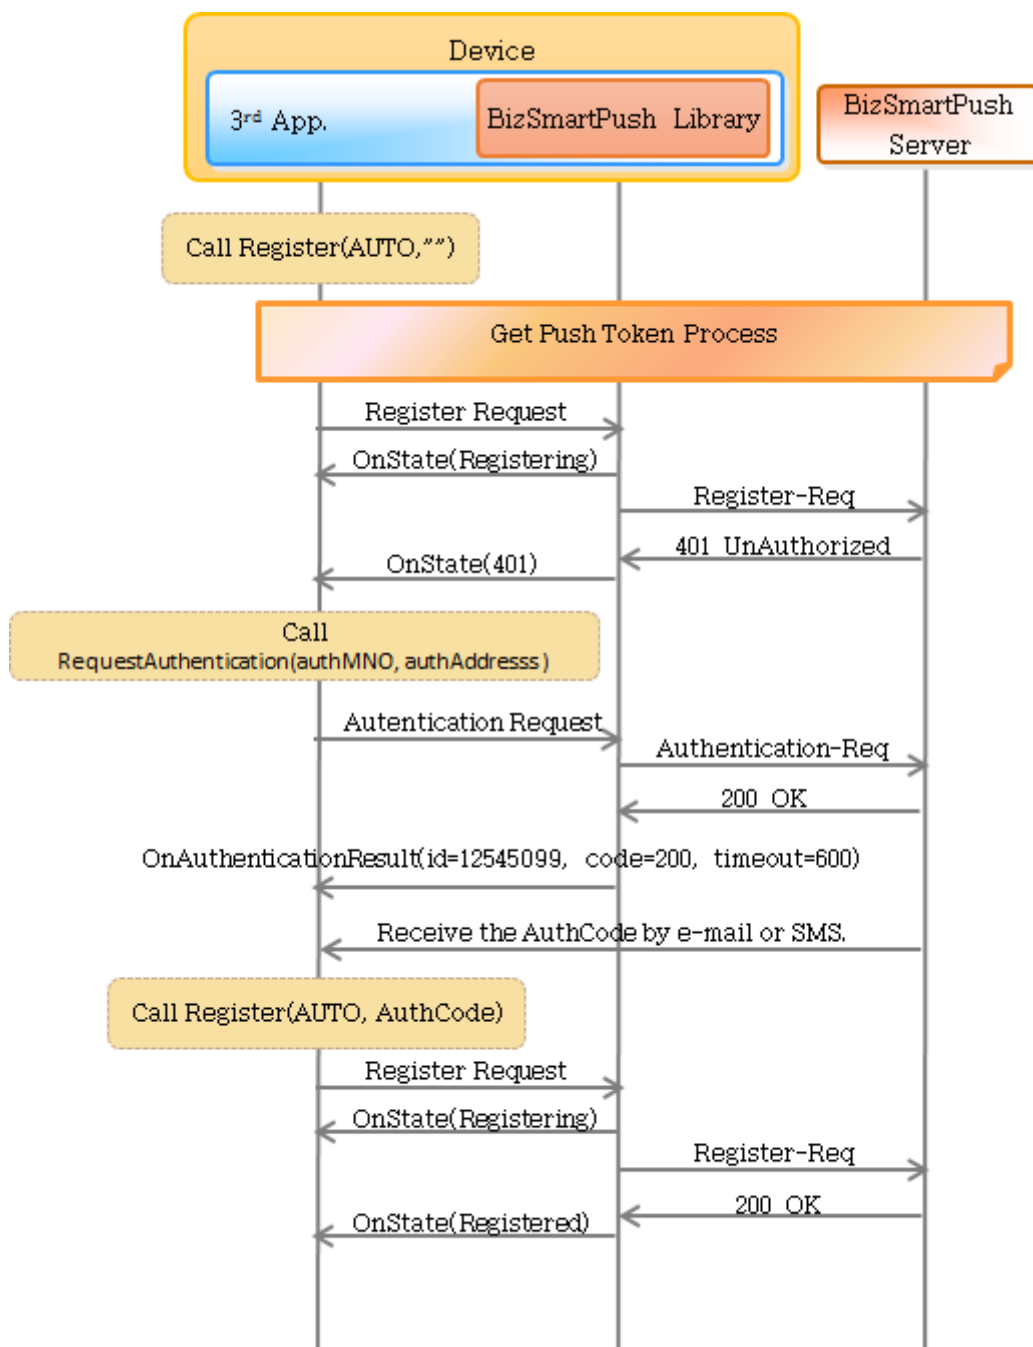 Device
3rd App.
BizSmartPush Library
BizSmartPush
Server
Call Register(AUTO,"")
Get Push Token Process
Register Request
OnState(Registering)
Register-Req
401 UnAuthorized
OnState(401)
Call
RequestAuthentication(authMNO, authAddresss )
Autentication Request
Authentication-Req
200 OK
OnAuthenticationResult(id=12545099, code=200, timeout=600)
Receive the AuthCode by e-mail or SMS.
Call Register(AUTO, AuthCode)
Register Request
OnState(Registering)
Register-Req
200 OK
OnState(Registered)